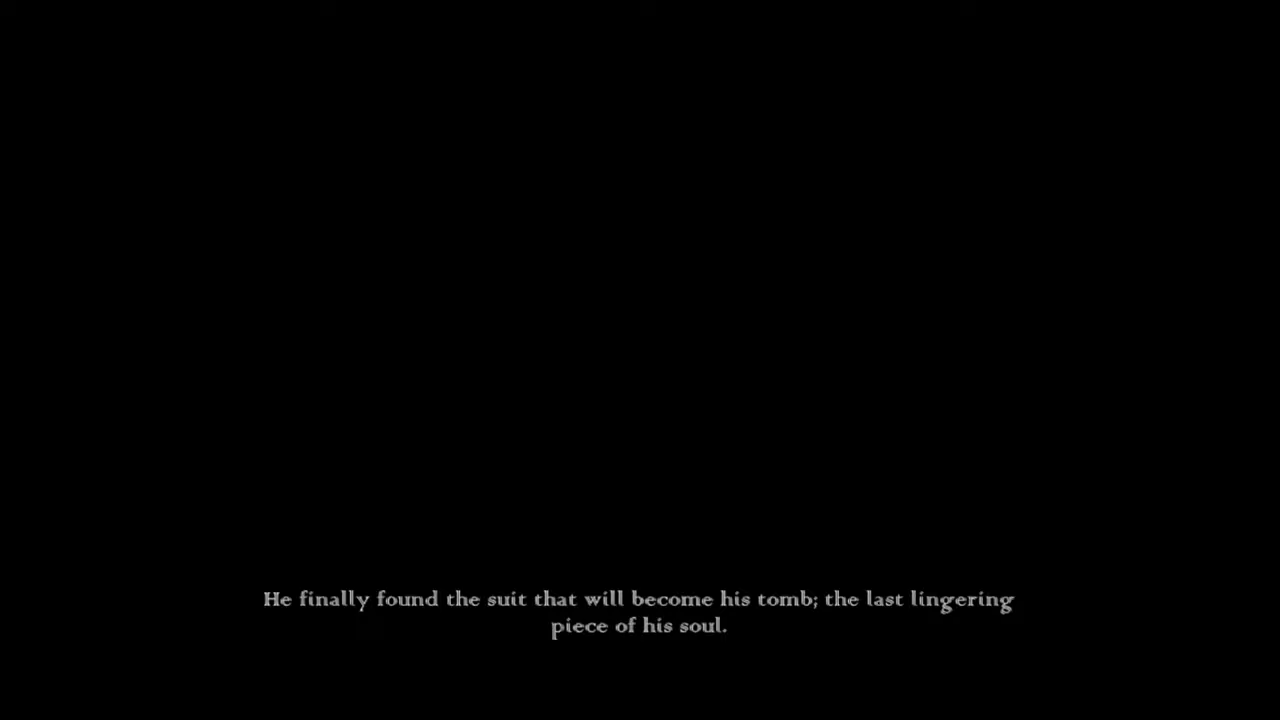 He finally found the suit that will become his tomb; the last lingering
piece of his soul.